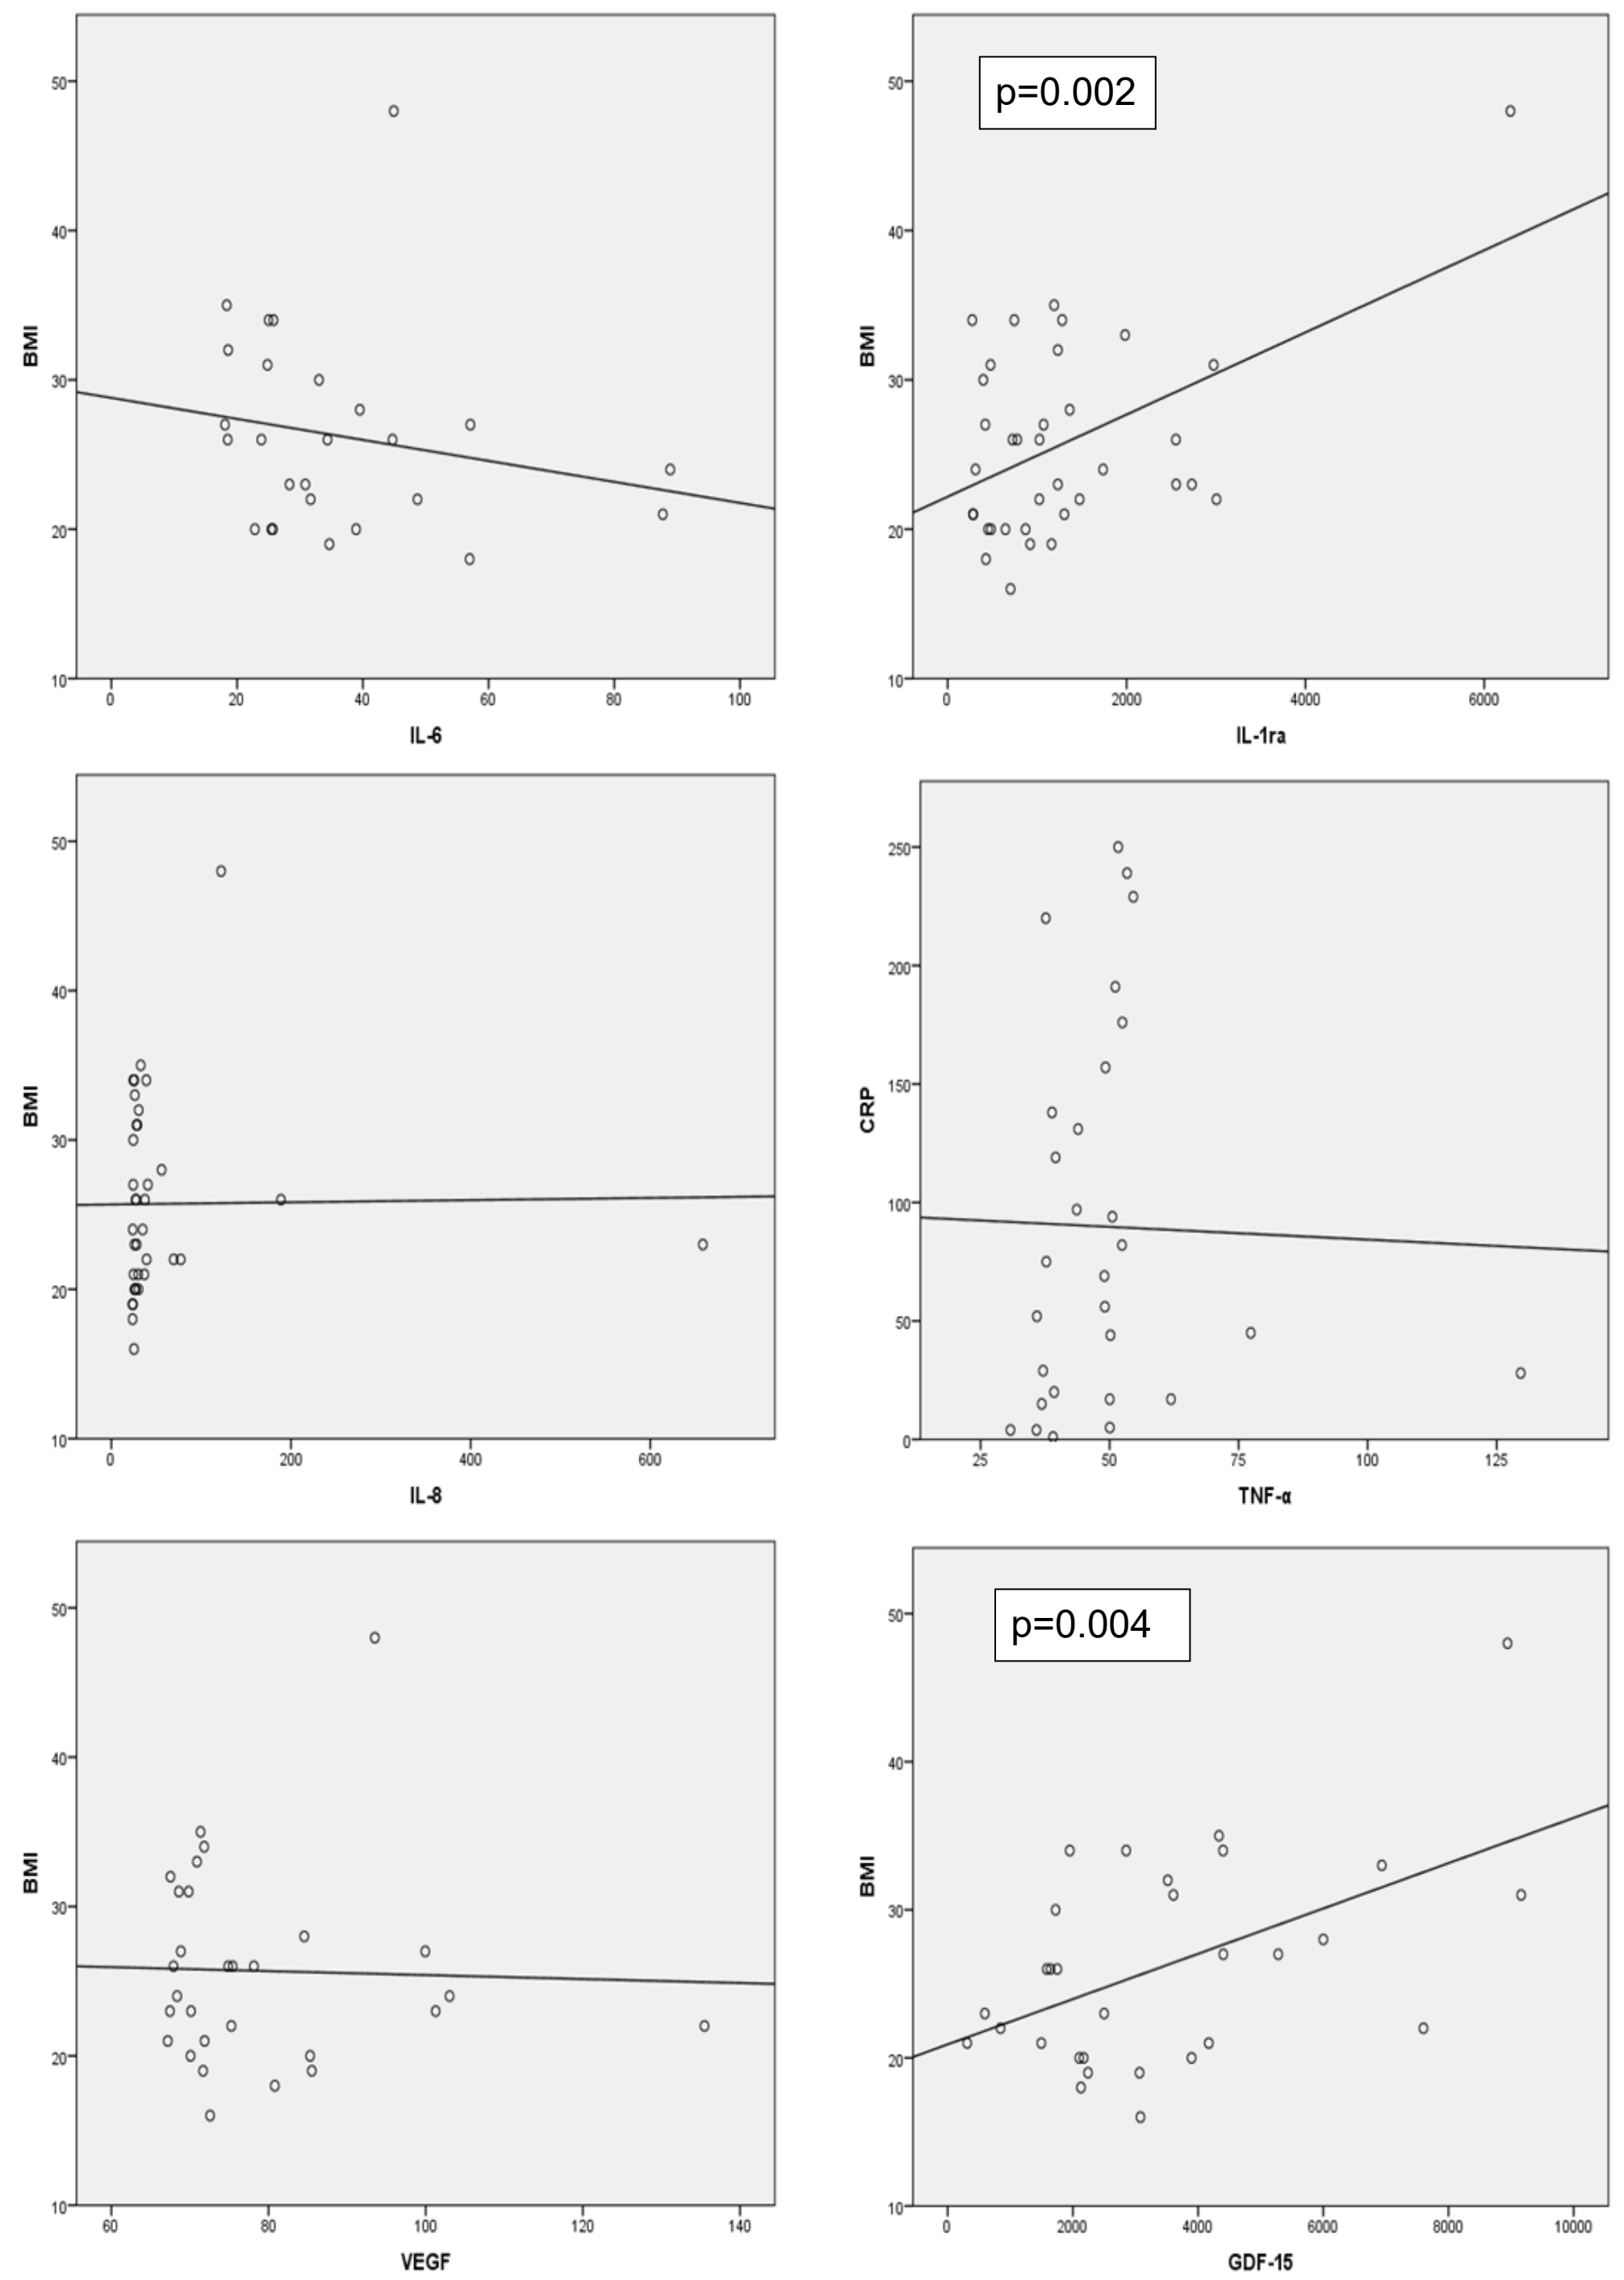 50
40
BMI
30
20
10
0 20 40 60 80 100
IL-6
p=0.002
50
40
BMI
30
20
10
0 2000 4000 6000
IL-1ra
50
40
BMI
30
20
10
0 200 400 600
IL-8
250
200
150
CRP
100
50
0
25 50 75 100 125
TNF-α
50
40
BMI
30
20
10
60 80 100 120 140
VEGF
p=0.004
50
40
BMI
30
20
10
0 2000 4000 6000 8000 10000
GDF-15